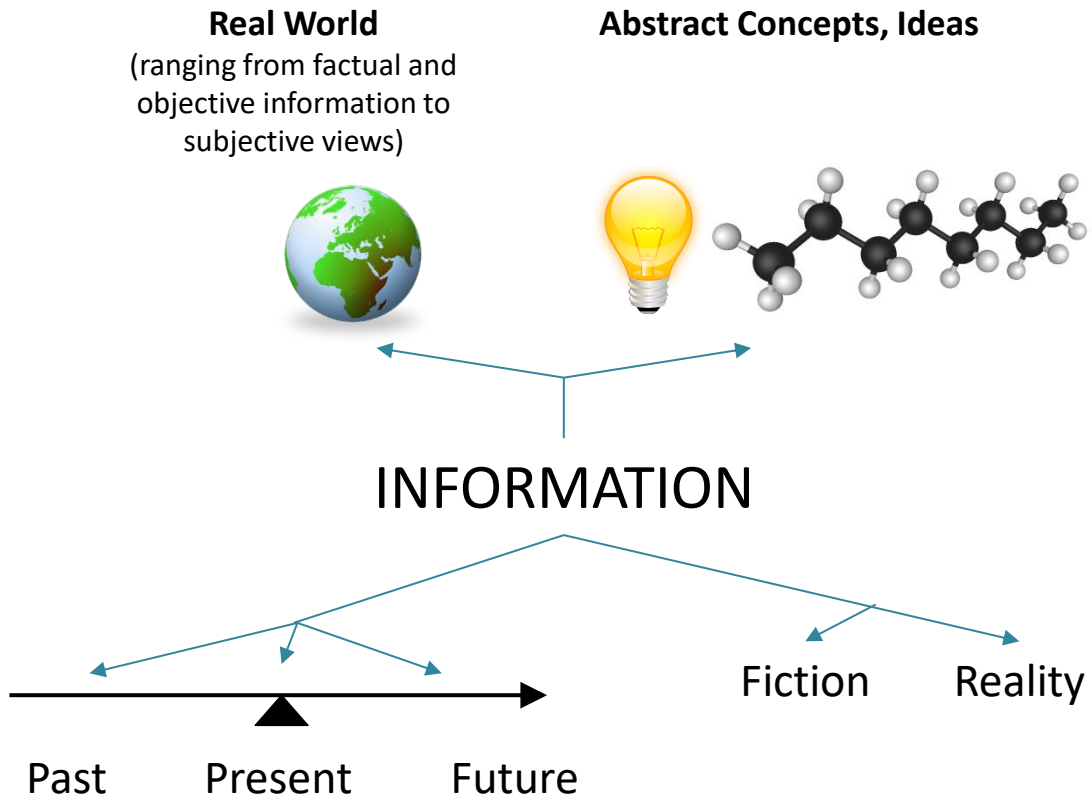 Real World
(ranging from factual and
objective information to
subjective views)
Abstract Concepts, Ideas
INFORMATION
Fiction
Reality
Past
Present
Future